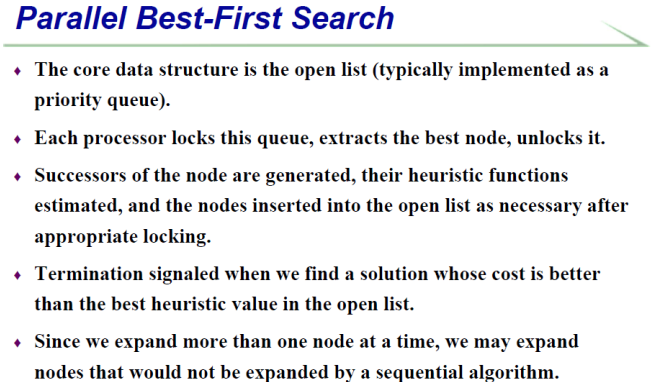 Parallel Best-First Search
♦ The core data structure is the open list (typically implemented as a
priority queue).
♦ Each processor locks this queue, extracts the best node, unlocks it.
♦ Successors of the node are generated, their heuristic functions
estimated, and the nodes inserted into the open list as necessary after
appropriate locking.
♦ Termination signaled when we find a solution whose cost is better
than the best heuristic value in the open list.
♦ Since we expand more than one node at a time, we may expand
nodes that would not be expanded by a sequential algorithm.